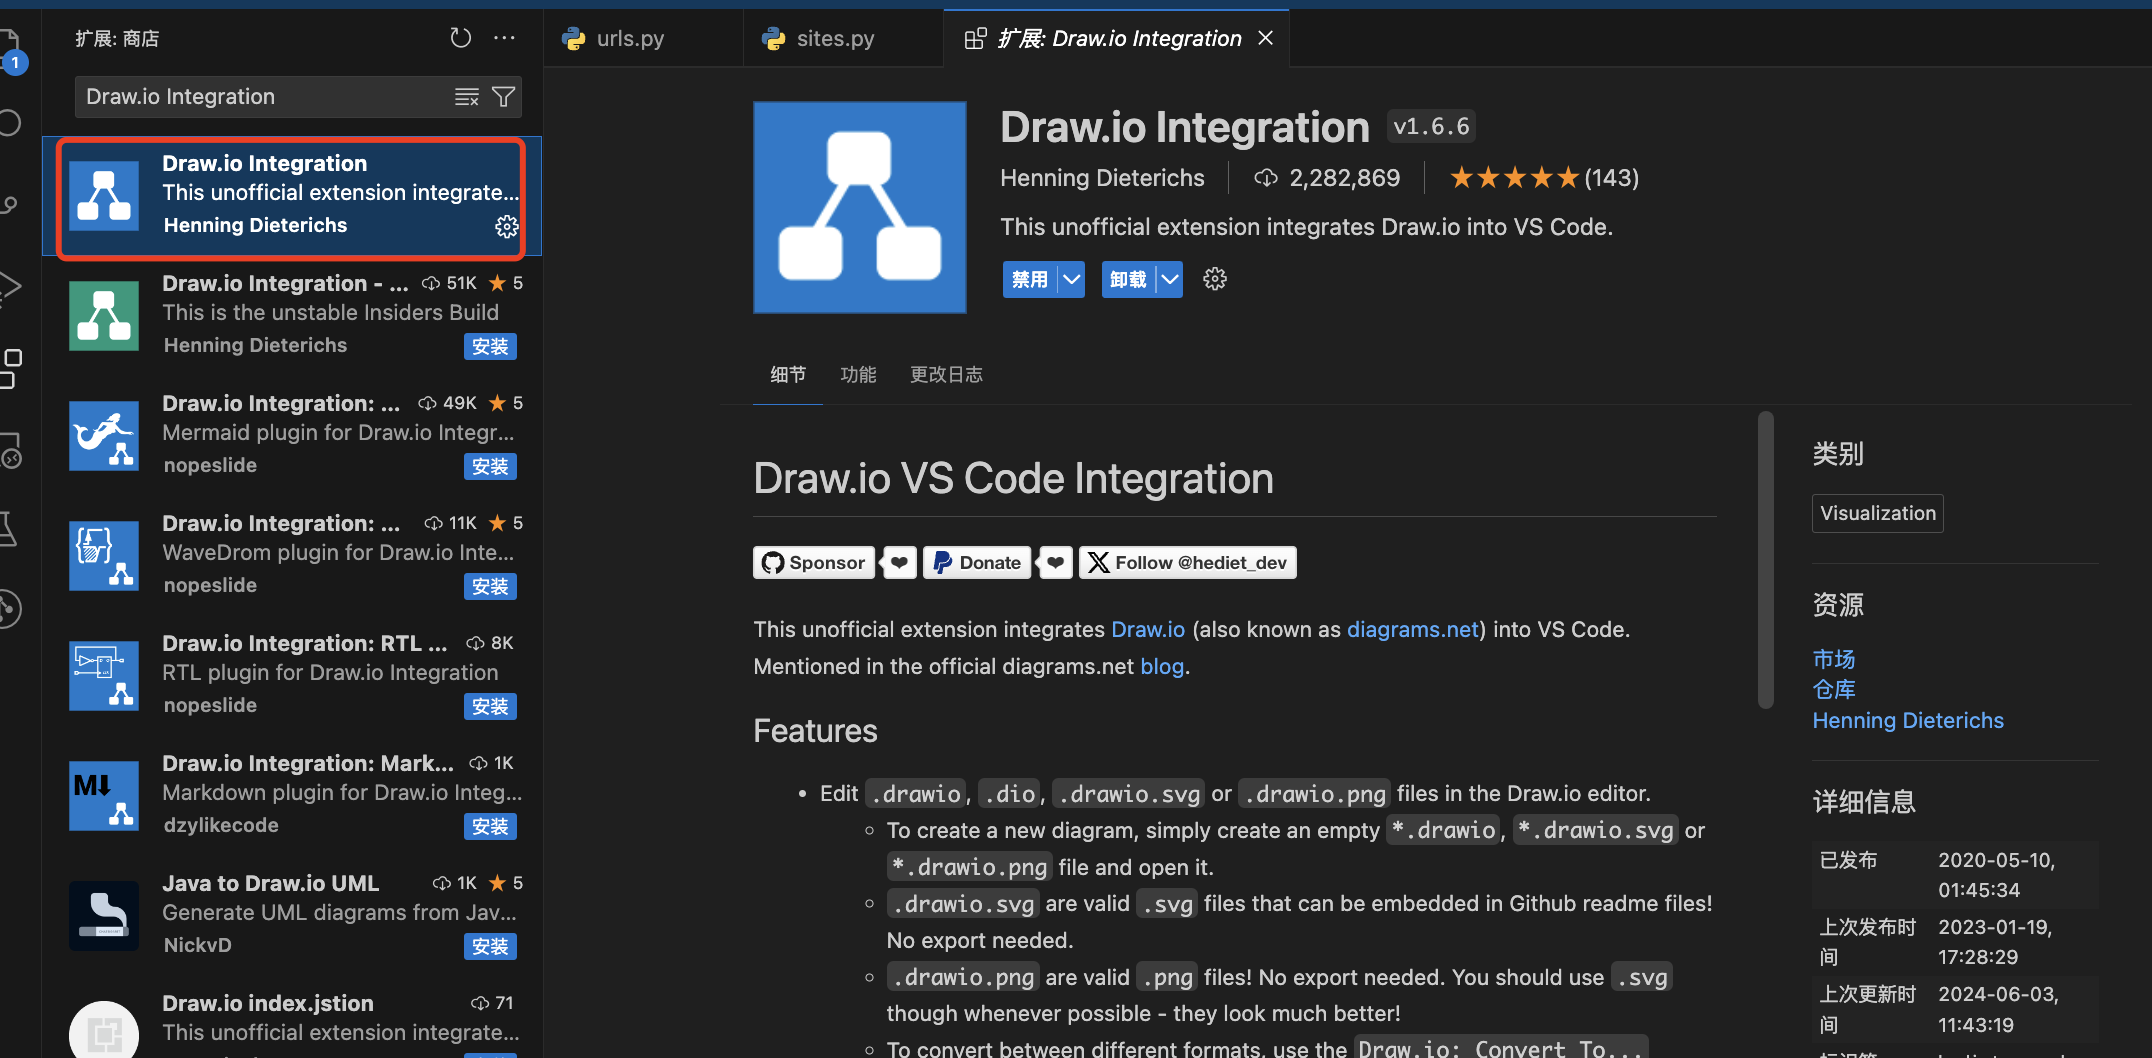 扩展: 商店
1
Draw.io Integration
Draw.io Integration
This unofficial extension integrate...
Henning Dieterichs
Draw.io Integration - ... 51K ★ 5
This is the unstable Insiders Build
Henning Dieterichs 安装
Draw.io Integration: ... 49K ★ 5
Mermaid plugin for Draw.io Integr...
nopeslide 安装
Draw.io Integration: ... 11K ★ 5
WaveDrom plugin for Draw.io Inte...
nopeslide 安装
Draw.io Integration: RTL ... 8K
RTL plugin for Draw.io Integration
nopeslide 安装
M↓
Draw.io Integration: Mark... 1K
Markdown plugin for Draw.io Integ...
dzylikecode 安装
Java to Draw.io UML 1K ★ 5
Generate UML diagrams from Jav...
NickvD 安装
Draw.io index.jstion 71
This unofficial extension integrate...
urls.py
sites.py
扩展: Draw.io Integration
Draw.io Integration v1.6.6
Henning Dieterichs 2,282,869 ★★★★★(143)
This unofficial extension integrates Draw.io into VS Code.
禁用 卸载
细节 功能 更改日志
Draw.io VS Code Integration
Sponsor ❤ Donate ❤ X Follow @hediet_dev
This unofficial extension integrates Draw.io (also known as diagrams.net) into VS Code.
Mentioned in the official diagrams.net blog.
Features
• Edit .drawio, .dio, .drawio.svg or .drawio.png files in the Draw.io editor.
◦ To create a new diagram, simply create an empty *.drawio, *.drawio.svg or
*.drawio.png file and open it.
◦ .drawio.svg are valid .svg files that can be embedded in Github readme files!
No export needed.
◦ .drawio.png are valid .png files! No export needed. You should use .svg
though whenever possible - they look much better!
◦ To convert between different formats, use the Draw.io: Convert To...
类别
Visualization
资源
市场
仓库
Henning Dieterichs
详细信息
已发布 2020-05-10,
01:45:34
上次发布时 2023-01-19,
间 17:28:29
上次更新时 2024-06-03,
间 11:43:19